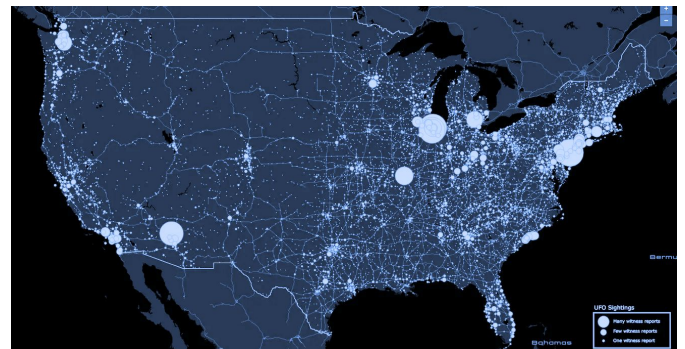 +
−
Bermu
UFO Sightings
Many witness reports
Few witness reports
One witness report
Bahamas